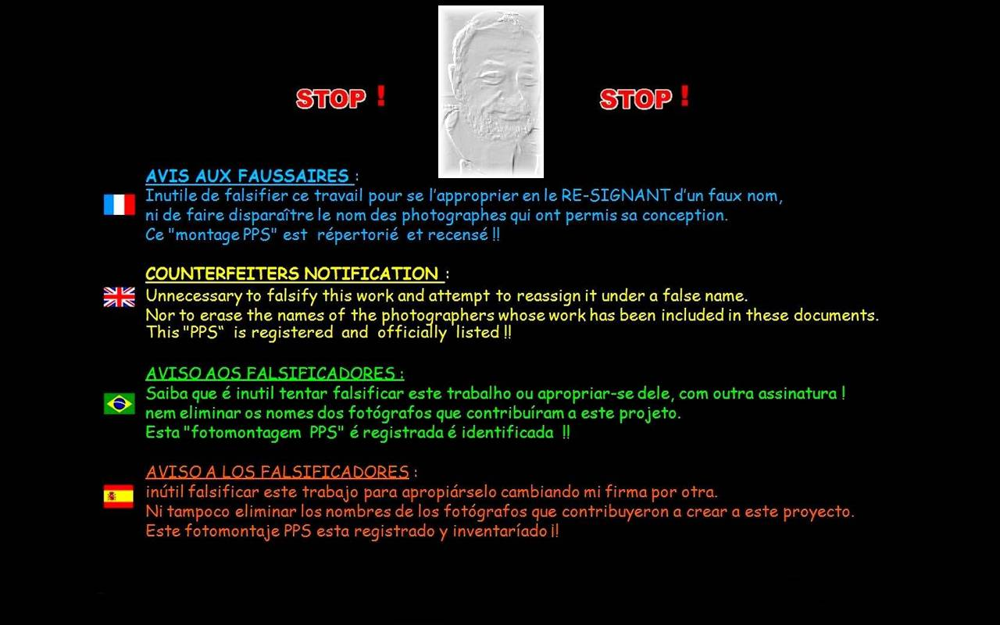 STOP ! STOP !
AVIS AUX FAUSSAIRES :
Inutile de falsifier ce travail pour se l'approprier en le RE-SIGNANT d'un faux nom,
ni de faire disparaître le nom des photographes qui ont permis sa conception.
Ce "montage PPS" est répertorié et recensé !!
COUNTERFEITERS NOTIFICATION :
Unnecessary to falsify this work and attempt to reassign it under a false name.
Nor to erase the names of the photographers whose work has been included in these documents.
This "PPS“ is registered and officially listed !!
AVISO AOS FALSIFICADORES :
Saiba que é inutil tentar falsificar este trabalho ou apropriar-se dele, com outra assinatura !
nem eliminar os nomes dos fotógrafos que contribuíram a este projeto.
Esta "fotomontagem PPS" é registrada é identificada !!
AVISO A LOS FALSIFICADORES :
inútil falsificar este trabajo para apropiárselo cambiando mi firma por otra.
Ni tampoco eliminar los nombres de los fotógrafos que contribuyeron a crear a este proyecto.
Este fotomontaje PPS esta registrado y inventaríado ¡!